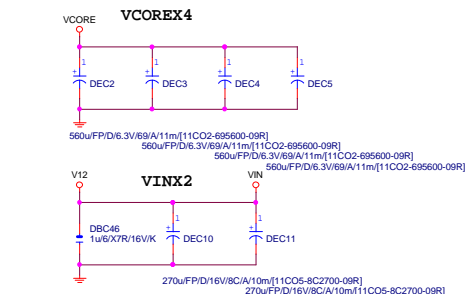 VCOREX4
VCORE
1 1 1 1
+ + + +
DEC2 DEC3 DEC4 DEC5
560u/FP/D/6.3V/69/A/11m/[11CO2-695600-09R]
560u/FP/D/6.3V/69/A/11m/[11CO2-695600-09R]
560u/FP/D/6.3V/69/A/11m/[11CO2-695600-09R]
560u/FP/D/6.3V/69/A/11m/[11CO2-695600-09R]
V12 VINX2 VIN
1 1
+ +
DBC46
1u/6/X7R/16V/K DEC10 DEC11
270u/FP/D/16V/8C/A/10m/[11CO5-8C2700-09R]
270u/FP/D/16V/8C/A/10m/[11CO5-8C2700-09R]